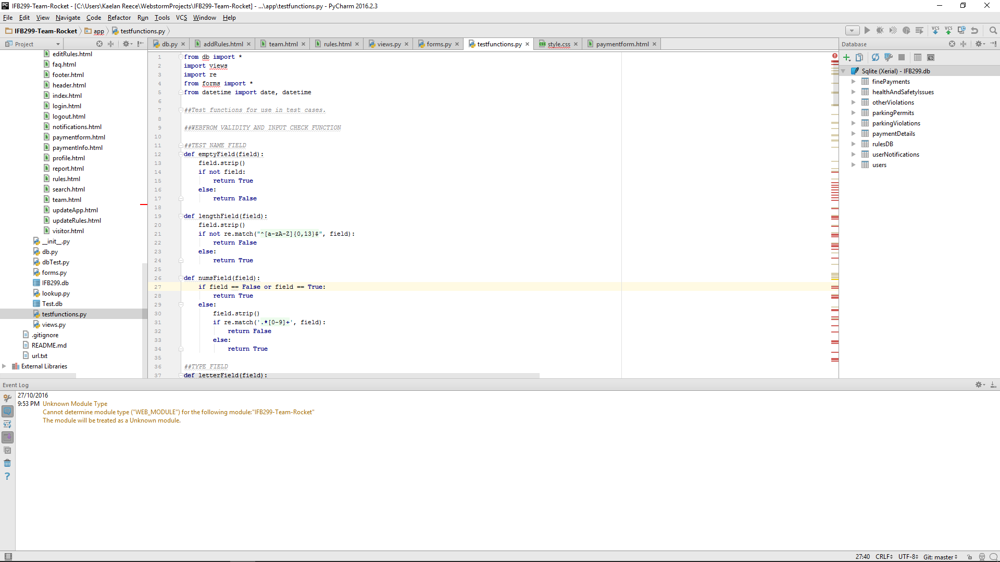 IFB299-Team-Rocket - [C:\Users\Kaelan Reece\WebstormProjects\IFB299-Team-Rocket] - ...\app\testfunctions.py - PyCharm 2016.2.3
File Edit View Navigate Code Refactor Run Tools VCS Window Help
IFB299-Team-Rocket app testfunctions.py
Project
db.py addRules.html team.html rules.html views.py forms.py testfunctions.py style.css paymentform.html
Database
editRules.html
faq.html
footer.html
header.html
index.html
login.html
logout.html
notifications.html
paymentform.html
paymentInfo.html
profile.html
report.html
rules.html
search.html
team.html
updateApp.html
updateRules.html
visitor.html
__init__.py
db.py
dbTest.py
forms.py
IFB299.db
lookup.py
Test.db
testfunctions.py
views.py
.gitignore
README.md
url.txt
External Libraries
1 from db import *
2 import views
3 import re
4 from forms import *
5 from datetime import date, datetime
6
7 ##Test functions for use in test cases.
8
9 ##WEBFROM VALIDITY AND INPUT CHECK FUNCTION
10
11 ##TEST NAME FIELD
12 def emptyField(field):
13 field.strip()
14 if not field:
15 return True
16 else:
17 return False
18
19 def lengthField(field):
20 field.strip()
21 if not re.match("^[a-zA-Z]{0,13}$", field):
22 return False
23 else:
24 return True
25
26 def numsField(field):
27 if field == False or field == True:
28 return True
29 else:
30 field.strip()
31 if re.match('.*[0-9]+', field):
32 return False
33 else:
34 return True
35
36 ##TYPE FIELD
37 def letterField(field):
Sqlite (Xerial) - IFB299.db
finePayments
healthAndSafetyIssues
otherViolations
parkingPermits
parkingViolations
paymentDetails
rulesDB
userNotifications
users
Event Log
27/10/2016
9:53 PM Unknown Module Type
Cannot determine module type ("WEB_MODULE") for the following module:"IFB299-Team-Rocket"
The module will be treated as a Unknown module.
27:40 CRLF UTF-8 Git: master